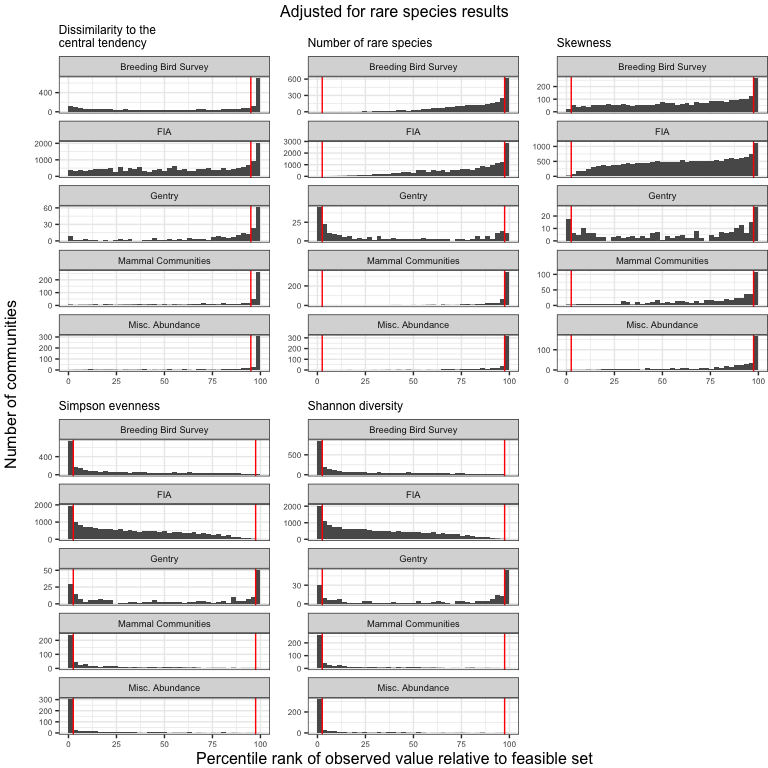 Adjusted for rare species results
Dissimilarity to the
central tendency
Breeding Bird Survey
400
0
FIA
2000
1000
0
Gentry
60
30
0
Mammal Communities
200
100
0
Misc. Abundance
300
200
100
0
0 25 50 75 100
Number of rare species
Breeding Bird Survey
600
300
0
FIA
3000
2000
1000
0
Gentry
25
0
Mammal Communities
200
0
Misc. Abundance
300
200
100
0
0 25 50 75 100
Skewness
Breeding Bird Survey
200
100
0
FIA
1000
500
0
Gentry
20
10
0
Mammal Communities
100
50
0
Misc. Abundance
100
0
0 25 50 75 100
Simpson evenness
Breeding Bird Survey
400
0
FIA
2000
1000
0
Gentry
50
25
0
Mammal Communities
200
100
0
Misc. Abundance
300
200
100
0
0 25 50 75 100
Shannon diversity
Breeding Bird Survey
500
0
FIA
2000
1000
0
Gentry
30
0
Mammal Communities
200
100
0
Misc. Abundance
200
0
0 25 50 75 100
Number of communities
Percentile rank of observed value relative to feasible set